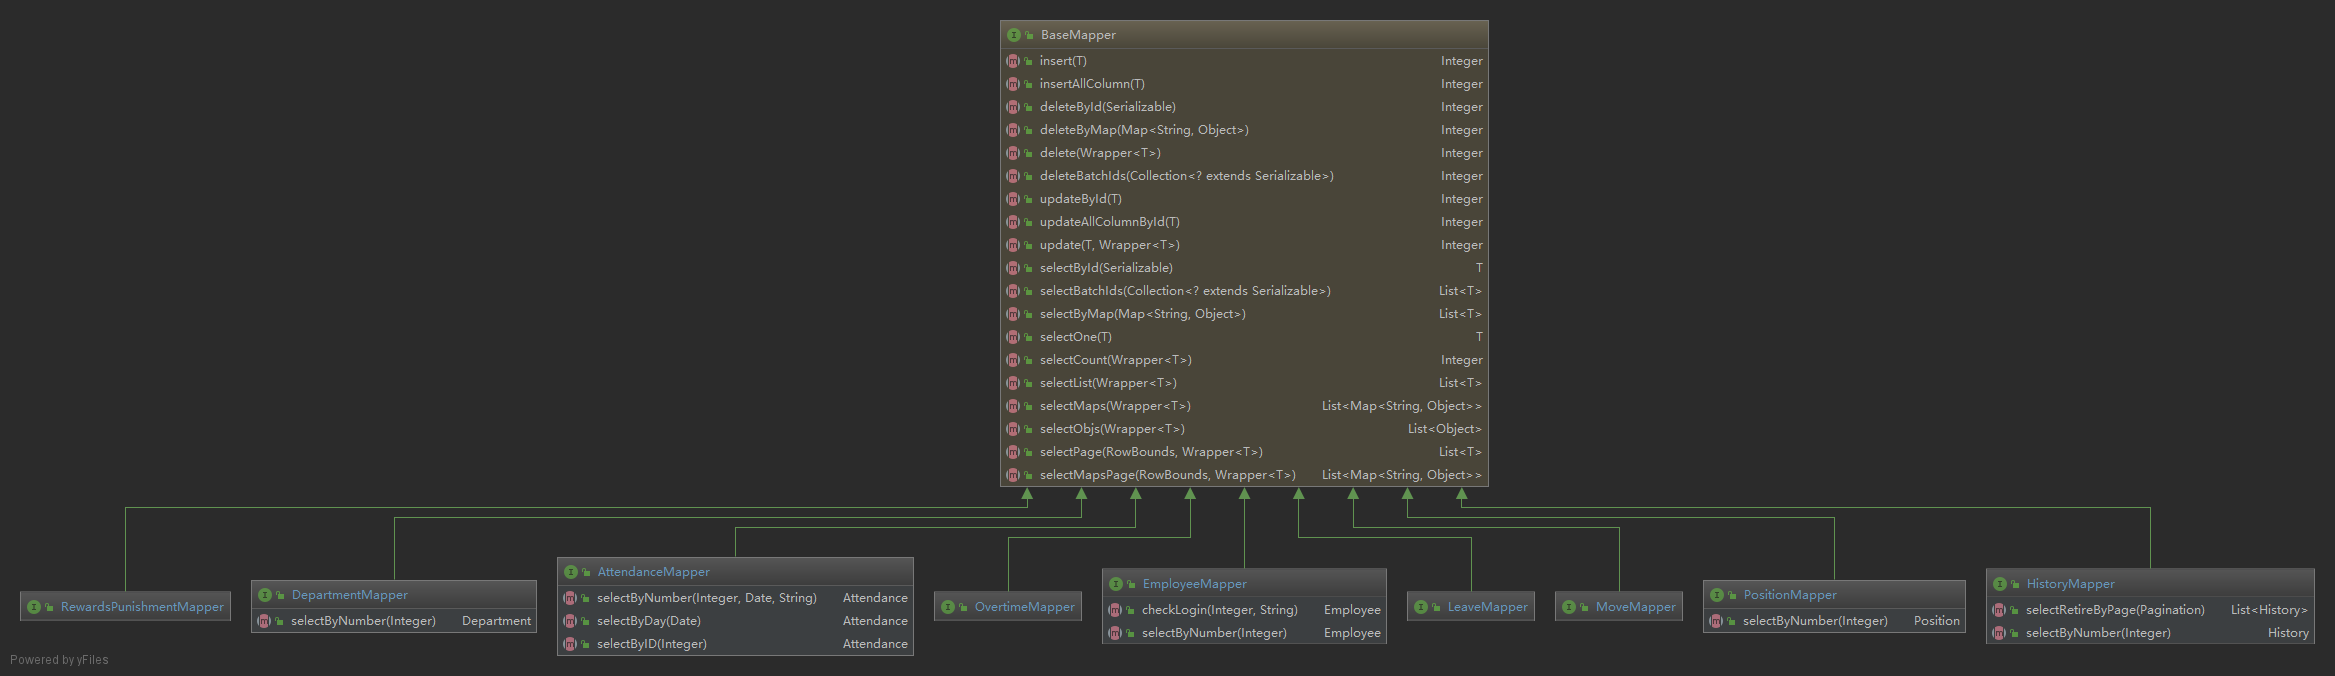 BaseMapper
insert(T) Integer
insertAllColumn(T) Integer
deleteById(Serializable) Integer
deleteByMap(Map<String, Object>) Integer
delete(Wrapper<T>) Integer
deleteBatchIds(Collection<? extends Serializable>) Integer
updateById(T) Integer
updateAllColumnById(T) Integer
update(T, Wrapper<T>) Integer
selectById(Serializable) T
selectBatchIds(Collection<? extends Serializable>) List<T>
selectByMap(Map<String, Object>) List<T>
selectOne(T) T
selectCount(Wrapper<T>) Integer
selectList(Wrapper<T>) List<T>
selectMaps(Wrapper<T>) List<Map<String, Object>>
selectObjs(Wrapper<T>) List<Object>
selectPage(RowBounds, Wrapper<T>) List<T>
selectMapsPage(RowBounds, Wrapper<T>) List<Map<String, Object>>
RewardsPunishmentMapper
DepartmentMapper
selectByNumber(Integer) Department
AttendanceMapper
selectByNumber(Integer, Date, String) Attendance
selectByDay(Date) Attendance
selectByID(Integer) Attendance
OvertimeMapper
EmployeeMapper
checkLogin(Integer, String) Employee
selectByNumber(Integer) Employee
LeaveMapper
MoveMapper
PositionMapper
selectByNumber(Integer) Position
HistoryMapper
selectRetireByPage(Pagination) List<History>
selectByNumber(Integer) History
Powered by yFiles